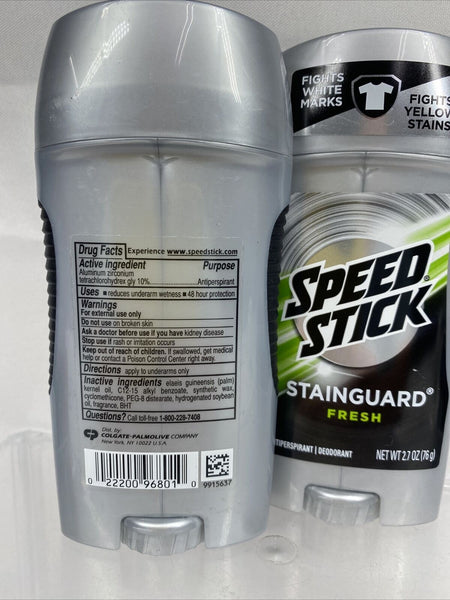 Drug Facts Experience www.speedstick.com
Active ingredient Purpose
Aluminum zirconium
tetrachlorohydrex gly 10%. Antiperspirant
Uses ■ reduces underarm wetness ■ 48 hour protection
Warnings
For external use only
Do not use on broken skin
Ask a doctor before use if you have kidney disease
Stop use if rash or irritation occurs
Keep out of reach of children. If swallowed, get medical
help or contact a Poison Control Center right away.
Directions apply to underarms only
Inactive ingredients elaeis guineensis (palm)
kernel oil, C12-15 alkyl benzoate, synthetic wax,
cyclomethicone, PEG-8 distearate, hydrogenated soybean
oil, fragrance, BHT
Questions? Call toll-free 1-800-228-7408
Dist. by:
COLGATE-PALMOLIVE COMPANY
New York, NY 10022 U.S.A.
0 22200 96801 0
9915637
FIGHTS
WHITE
MARKS
FIGHTS
YELLOW
STAINS
SPEED
STICK
STAINGUARD®
FRESH
ANTIPERSPIRANT | DEODORANT NET WT 2.7 OZ (76 g)